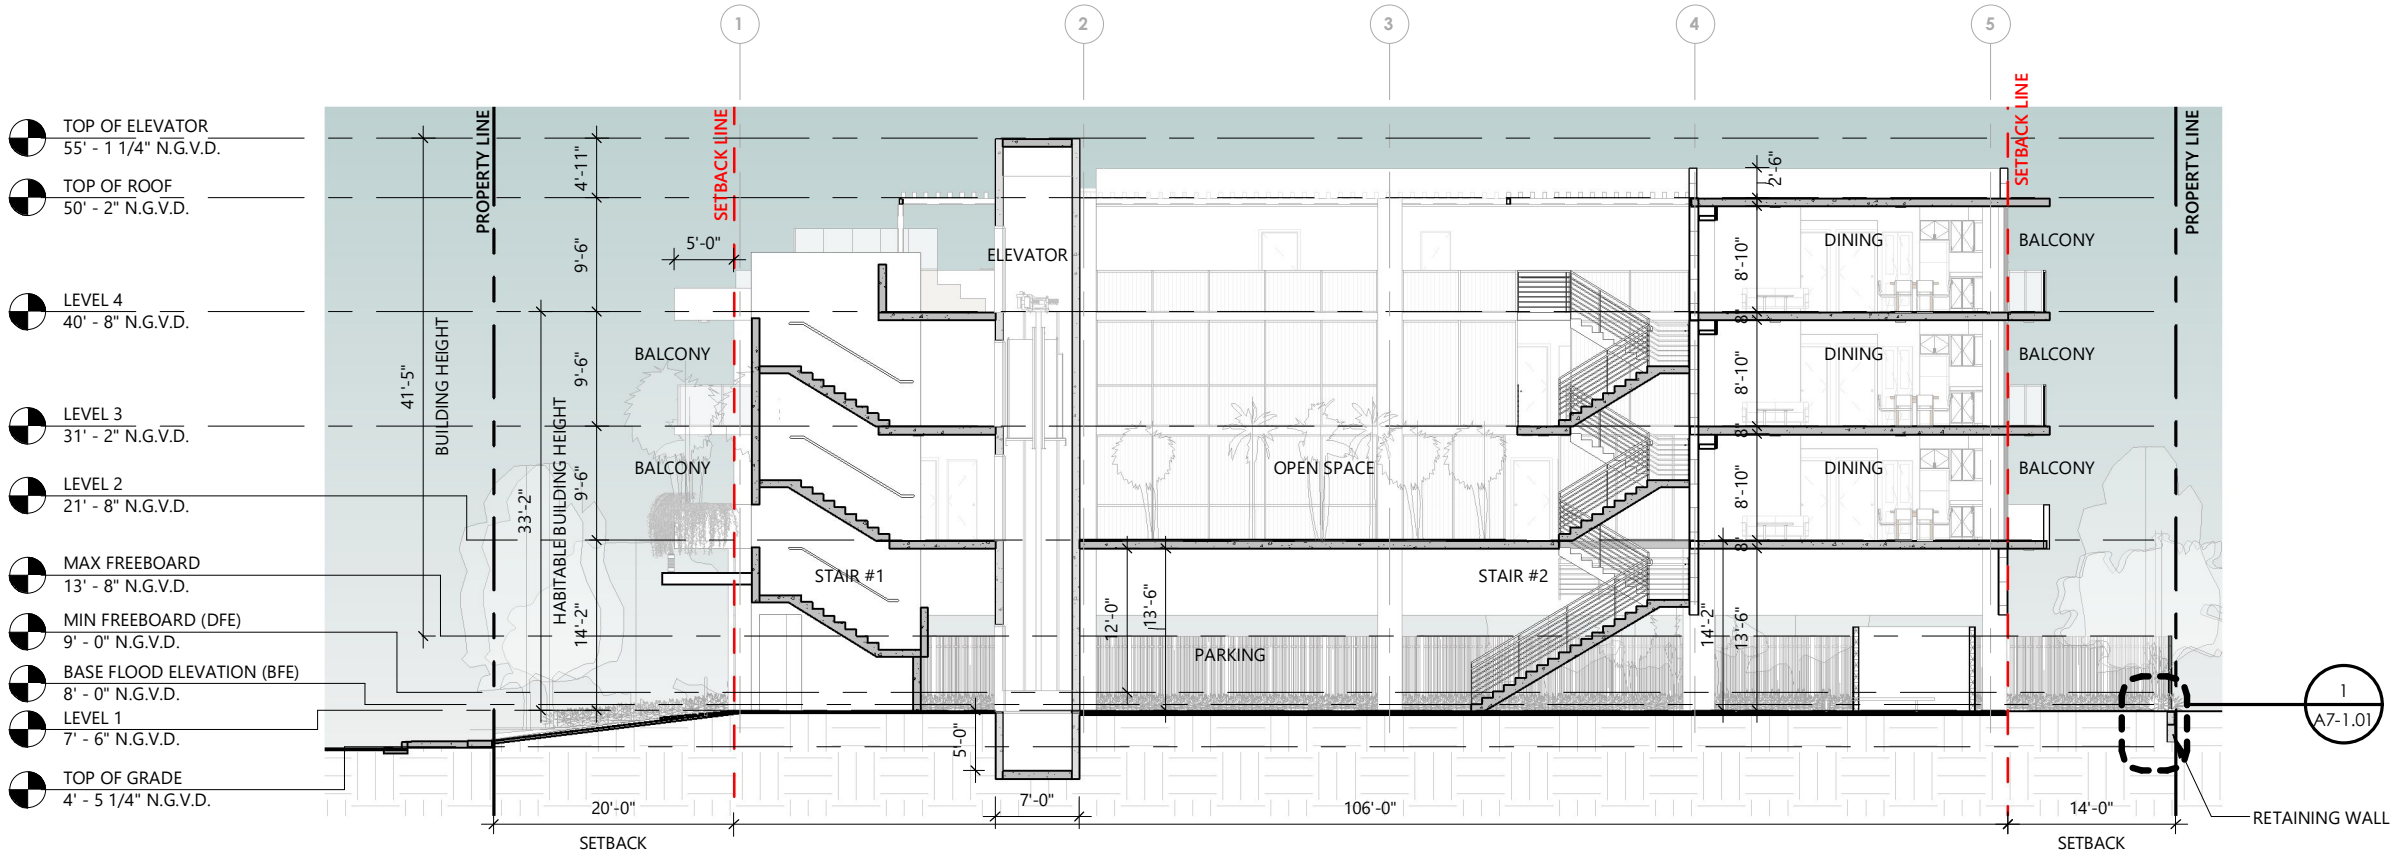 1
2
3
4
5
TOP OF ELEVATOR
55' - 1 1/4" N.G.V.D.
TOP OF ROOF
50' - 2" N.G.V.D.
LEVEL 4
40' - 8" N.G.V.D.
LEVEL 3
31' - 2" N.G.V.D.
LEVEL 2
21' - 8" N.G.V.D.
MAX FREEBOARD
13' - 8" N.G.V.D.
MIN FREEBOARD (DFE)
9' - 0" N.G.V.D.
BASE FLOOD ELEVATION (BFE)
8' - 0" N.G.V.D.
LEVEL 1
7' - 6" N.G.V.D.
TOP OF GRADE
4' - 5 1/4" N.G.V.D.
41'-5"
BUILDING HEIGHT
PROPERTY LINE
33'-2"
HABITABLE BUILDING HEIGHT
4'-11"
9'-6"
9'-6"
9'-6"
14'-2"
SETBACK LINE
5'-0"
BALCONY
BALCONY
STAIR #1
ELEVATOR
5'-0"
12'-0"
13'-6"
OPEN SPACE
PARKING
STAIR #2
14'-2"
13'-6"
2'-6"
8'-10"
8"
8'-10"
8"
8'-10"
8"
DINING
DINING
DINING
SETBACK LINE
BALCONY
BALCONY
BALCONY
PROPERTY LINE
1
A7-1.01
RETAINING WALL
20'-0"
SETBACK
7'-0"
106'-0"
14'-0"
SETBACK